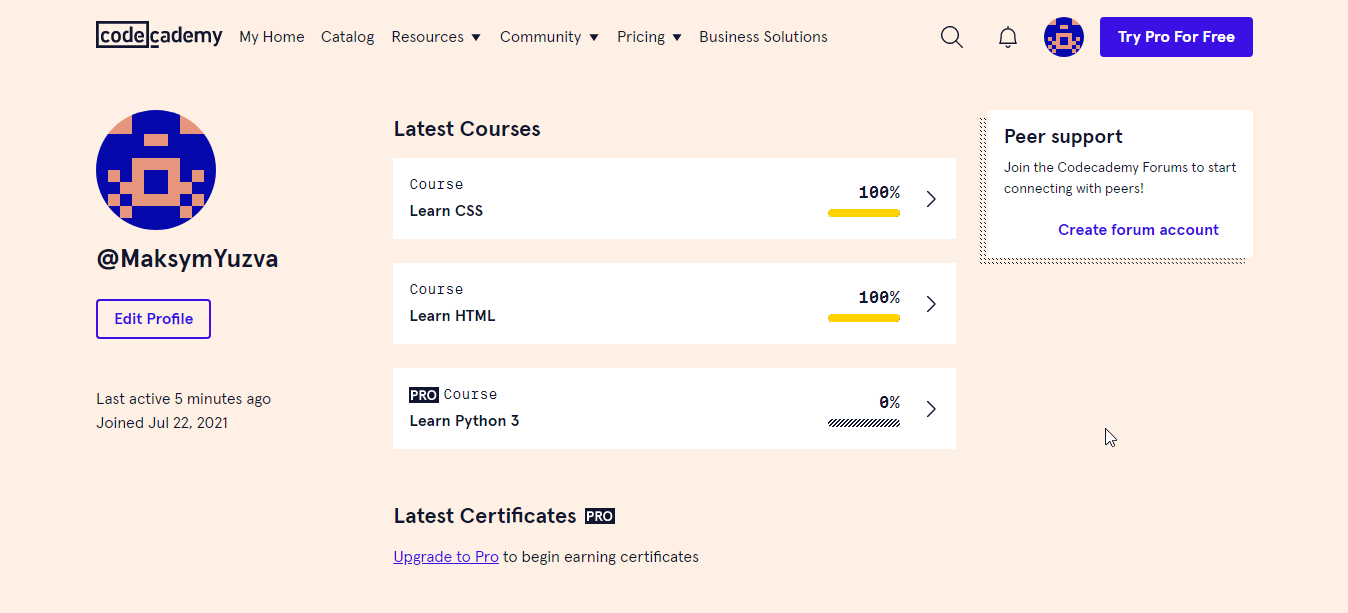 codecademy My Home Catalog Resources Community Pricing Business Solutions Try Pro For Free
@MaksymYuzva
Edit Profile
Last active 5 minutes ago
Joined Jul 22, 2021
Latest Courses
Course
Learn CSS
100%
Course
Learn HTML
100%
PRO Course
Learn Python 3
0%
Latest Certificates PRO
Upgrade to Pro to begin earning certificates
Peer support
Join the Codecademy Forums to start
connecting with peers!
Create forum account